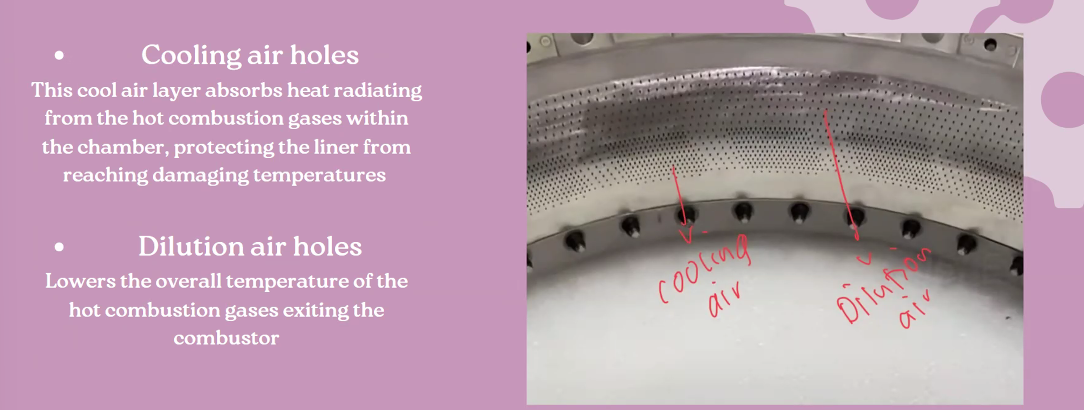 • Cooling air holes
This cool air layer absorbs heat radiating
from the hot combustion gases within
the chamber, protecting the liner from
reaching damaging temperatures
• Dilution air holes
Lowers the overall temperature of the
hot combustion gases exiting the
combustor
cooling
air
Dilution
air